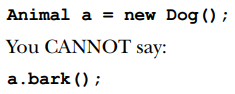 Animal a = new Dog();
You CANNOT say:
a.bark();